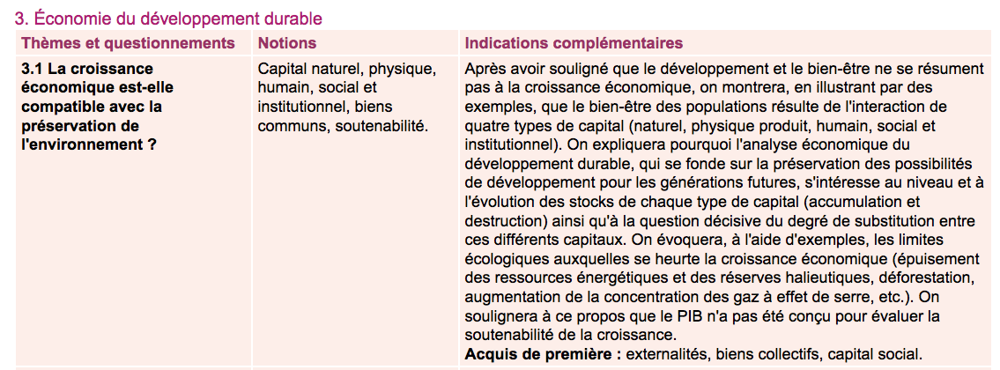 3. Économie du développement durable
Thèmes et questionnements
Notions
Indications complémentaires
3.1 La croissance
économique est-elle
compatible avec la
préservation de
l'environnement ?
Capital naturel, physique,
humain, social et
institutionnel, biens
communs, soutenabilité.
Après avoir souligné que le développement et le bien-être ne se résument
pas à la croissance économique, on montrera, en illustrant par des
exemples, que le bien-être des populations résulte de l'interaction de
quatre types de capital (naturel, physique produit, humain, social et
institutionnel). On expliquera pourquoi l'analyse économique du
développement durable, qui se fonde sur la préservation des possibilités
de développement pour les générations futures, s'intéresse au niveau et à
l'évolution des stocks de chaque type de capital (accumulation et
destruction) ainsi qu'à la question décisive du degré de substitution entre
ces différents capitaux. On évoquera, à l'aide d'exemples, les limites
écologiques auxquelles se heurte la croissance économique (épuisement
des ressources énergétiques et des réserves halieutiques, déforestation,
augmentation de la concentration des gaz à effet de serre, etc.). On
soulignera à ce propos que le PIB n'a pas été conçu pour évaluer la
soutenabilité de la croissance.
Acquis de première : externalités, biens collectifs, capital social.